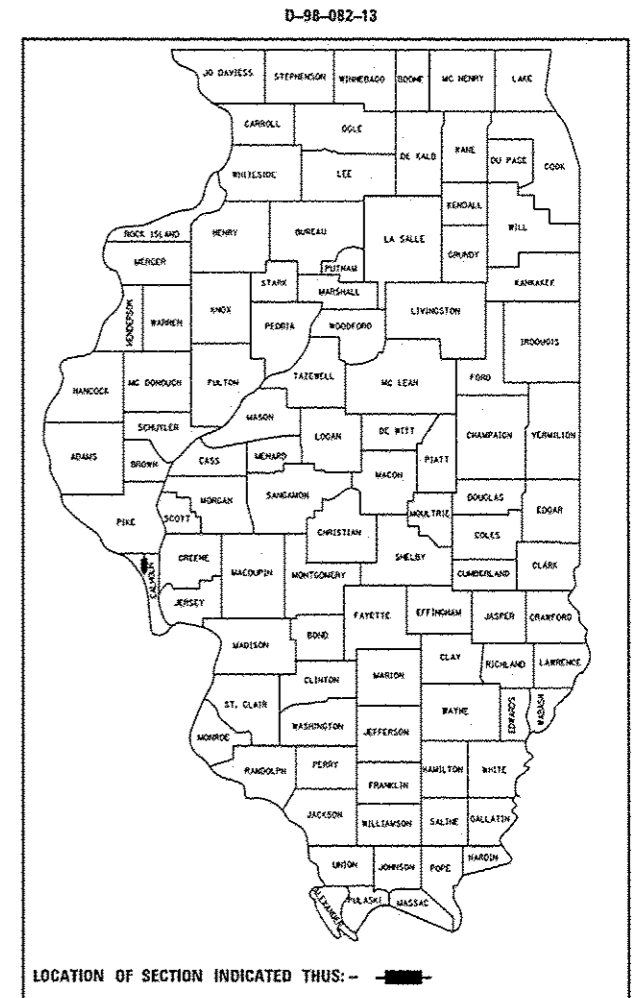 D-98-082-13
JO DAVIESS STEPHENSON WINNEBAGO BOONE MC HENRY LAKE
CARROLL OGLE
DE KALB KANE DU PAGE COOK
WHITESIDE LEE
KENDALL
ROCK ISLAND HENRY BUREAU LA SALLE WILL
MERCER GRUNDY
PUTNAM
STARK MARSHALL KANKAKEE
HENDERSON WARREN KNOX PEORIA WOODFORD LIVINGSTON
IROQUOIS
HANCOCK MC DONOUGH FULTON TAZEWELL MC LEAN FORD
MASON
SCHUYLER LOGAN DE WITT CHAMPAIGN VERMILION
ADAMS BROWN CASS MENARD MACON PIATT
PIKE SCOTT MORGAN SANGAMON DOUGLAS
CHRISTIAN MOULTRIE EDGAR
COLES
CALHOUN GREENE SHELBY
MACOUPIN MONTGOMERY CUMBERLAND CLARK
JERSEY
FAYETTE EFFINGHAM JASPER CRAWFORD
MADISON BOND
CLAY RICHLAND LAWRENCE
CLINTON MARION
ST. CLAIR WAYNE EDWARDS WABASH
WASHINGTON JEFFERSON
MONROE
RANDOLPH PERRY HAMILTON WHITE
FRANKLIN
JACKSON WILLIAMSON SALINE GALLATIN
UNION JOHNSON POPE HARDIN
ALEXANDER PULASKI MASSAC
LOCATION OF SECTION INDICATED THUS: -